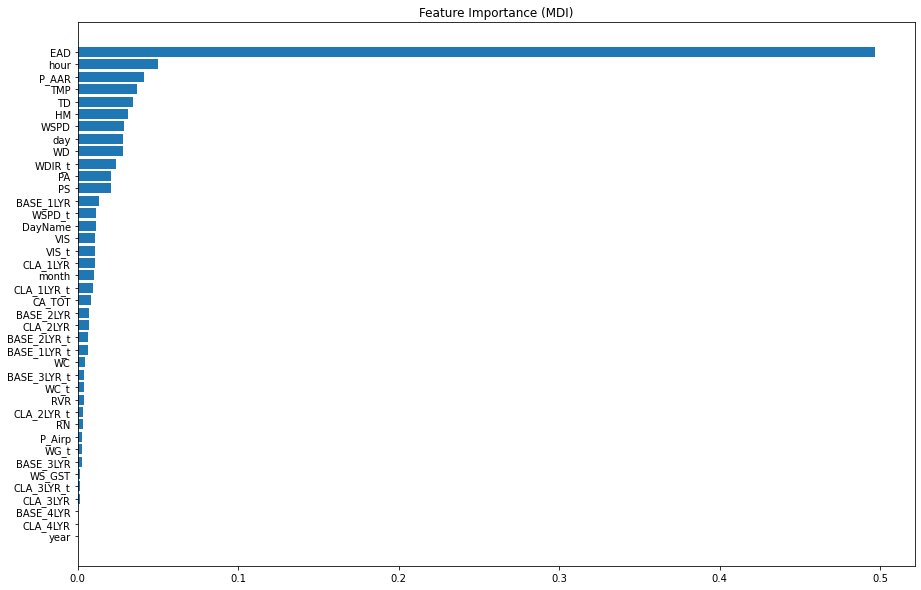 Feature Importance (MDI)
EAD
hour
P_AAR
TMP
TD
HM
WSPD
day
WD
WDIR_t
PA
PS
BASE_1LYR
WSPD_t
DayName
VIS
VIS_t
CLA_1LYR
month
CLA_1LYR_t
CA_TOT
BASE_2LYR
CLA_2LYR
BASE_2LYR_t
BASE_1LYR_t
WC
BASE_3LYR_t
WC_t
RVR
CLA_2LYR_t
RN
P_Airp
WG_t
BASE_3LYR
WS_GST
CLA_3LYR_t
CLA_3LYR
BASE_4LYR
CLA_4LYR
year
0.0 0.1 0.2 0.3 0.4 0.5